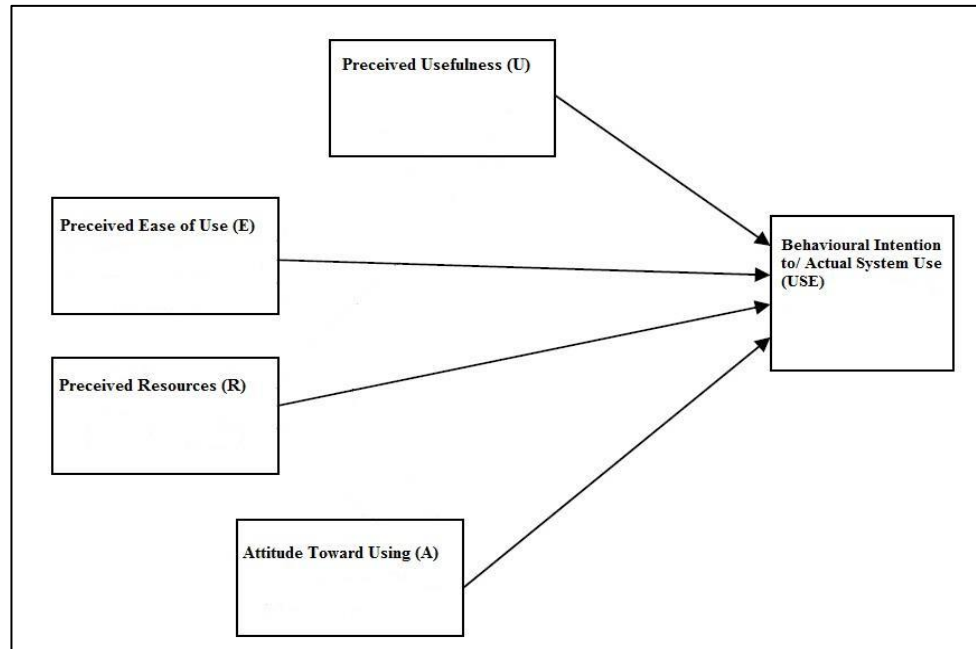 Preceived Usefulness (U)
Preceived Ease of Use (E)
Behavioural Intention
to/ Actual System Use
(USE)
Preceived Resources (R)
Attitude Toward Using (A)